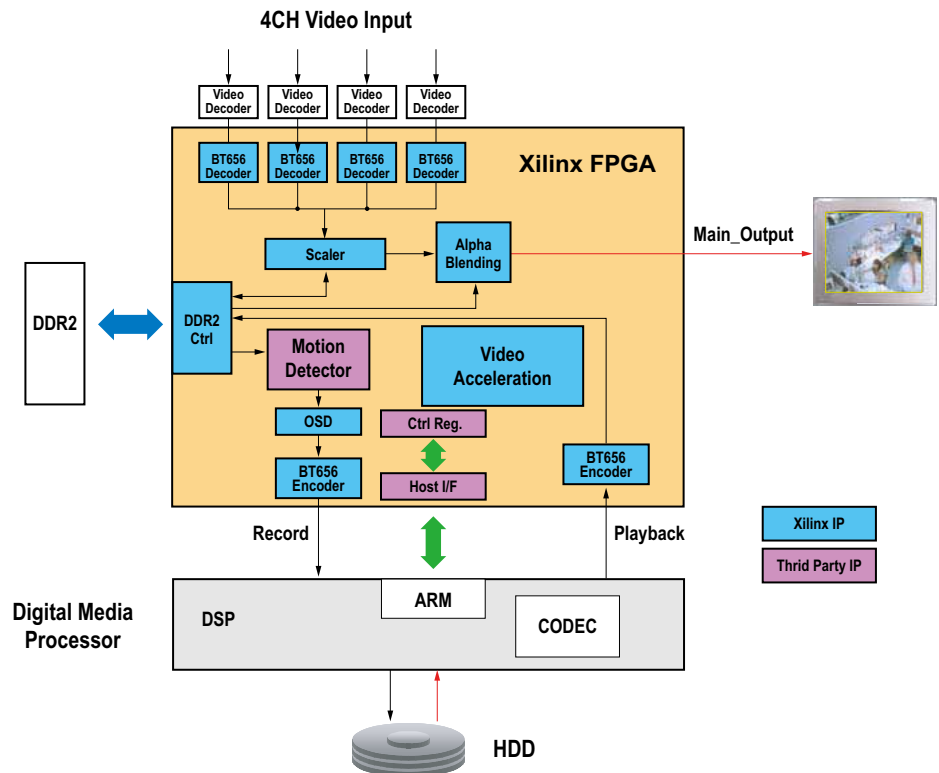 4CH Video Input
Video
Decoder
Video
Decoder
Video
Decoder
Video
Decoder
BT656
Decoder
BT656
Decoder
BT656
Decoder
BT656
Decoder
Xilinx FPGA
Scaler
Alpha
Blending
Main_Output
DDR2
DDR2
Ctrl
Motion
Detector
Video
Acceleration
OSD
Ctrl Reg.
BT656
Encoder
Host I/F
BT656
Encoder
Record
Playback
Xilinx IP
Thrid Party IP
Digital Media
Processor
DSP
ARM
CODEC
HDD